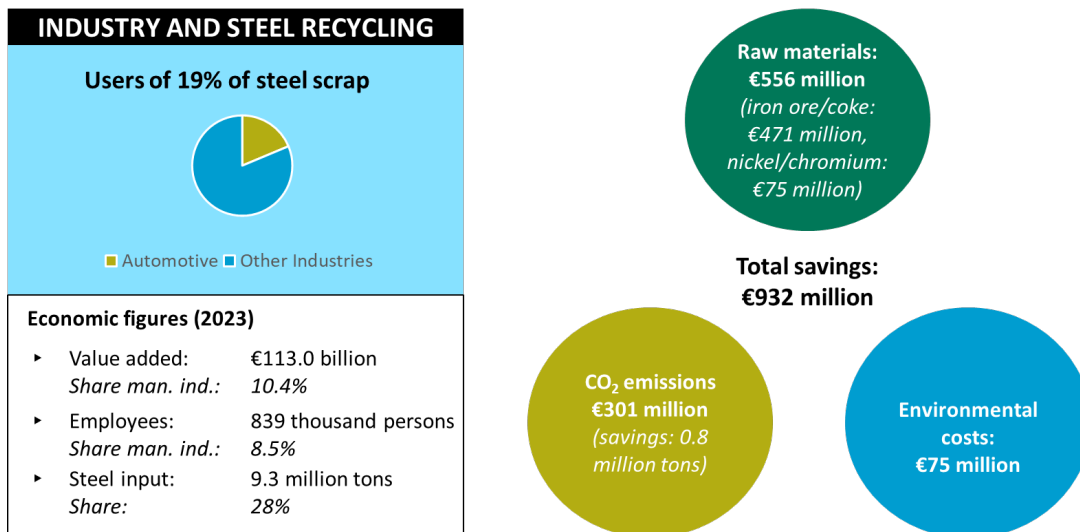 INDUSTRY AND STEEL RECYCLING
Users of 19% of steel scrap
Automotive Other Industries
Economic figures (2023)
‣ Value added: €113.0 billion
Share man. ind.: 10.4%
‣ Employees: 839 thousand persons
Share man. ind.: 8.5%
‣ Steel input: 9.3 million tons
Share: 28%
Raw materials:
€556 million
(iron ore/coke:
€471 million,
nickel/chromium:
€75 million)
Total savings:
€932 million
CO₂ emissions
€301 million
(savings: 0.8
million tons)
Environmental
costs:
€75 million